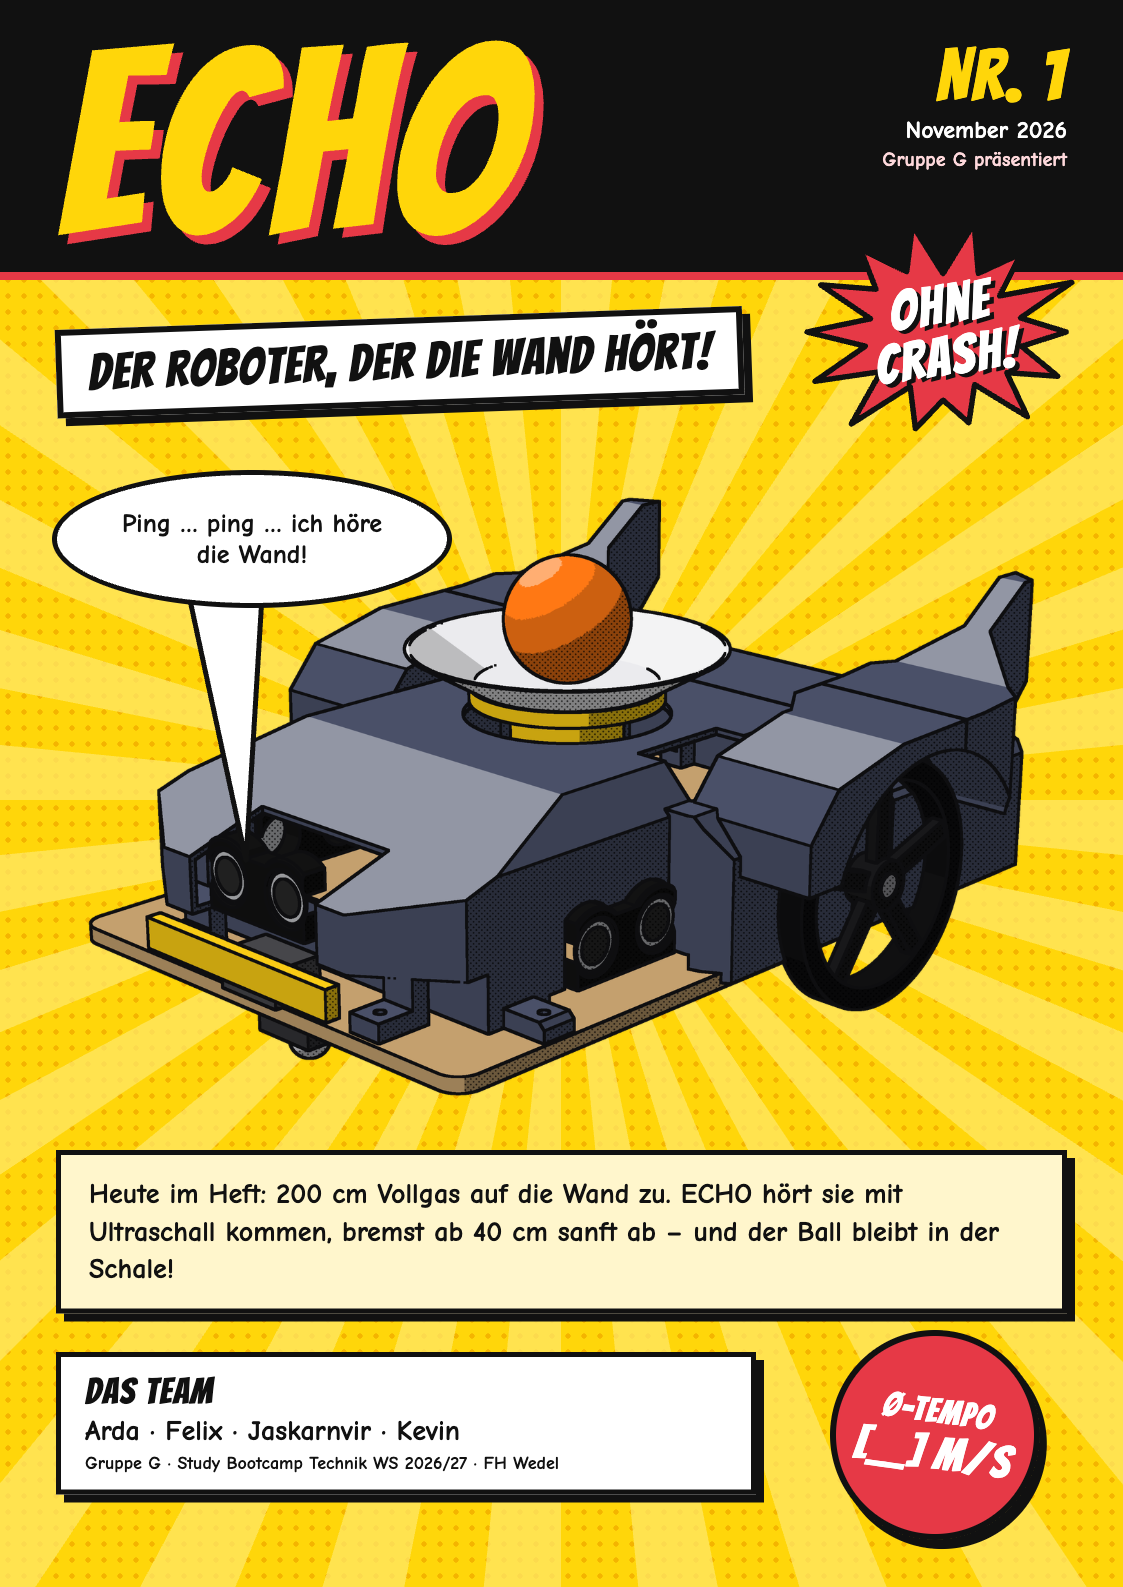 ECHO
NR. 1
November 2026
Gruppe G präsentiert
OHNE
CRASH!
DER ROBOTER, DER DIE WAND HÖRT!
Ping ... ping ... ich höre
die Wand!
Heute im Heft: 200 cm Vollgas auf die Wand zu. ECHO hört sie mit
Ultraschall kommen, bremst ab 40 cm sanft ab – und der Ball bleibt in der
Schale!
DAS TEAM
Arda · Felix · Jaskarnvir · Kevin
Gruppe G · Study Bootcamp Technik WS 2026/27 · FH Wedel
Ø-TEMPO
[__] M/S